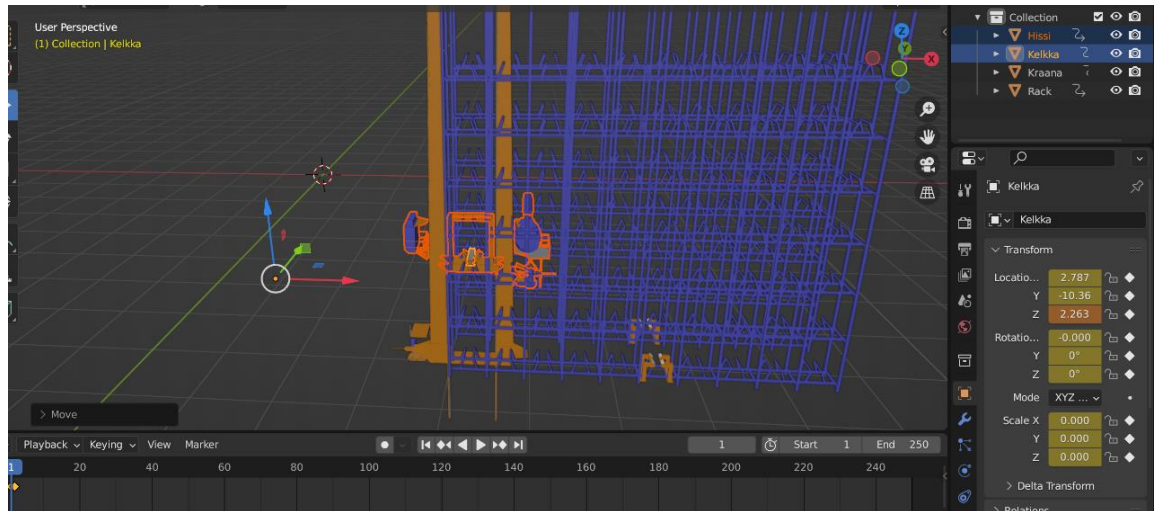 User Perspective
(1) Collection | Kelkka
Z
Y
X
> Move
Collection
Hissi
Kelkka
Kraana
Rack
Kelkka
Kelkka
Transform
Locatio... 2.787
Y -10.36
Z 2.263
Rotatio... -0.000
Y 0°
Z 0°
Mode XYZ ...
Scale X 0.000
Y 0.000
Z 0.000
> Delta Transform
> Relations
Playback Keying View Marker 1 Start 1 End 250
1 20 40 60 80 100 120 140 160 180 200 220 240